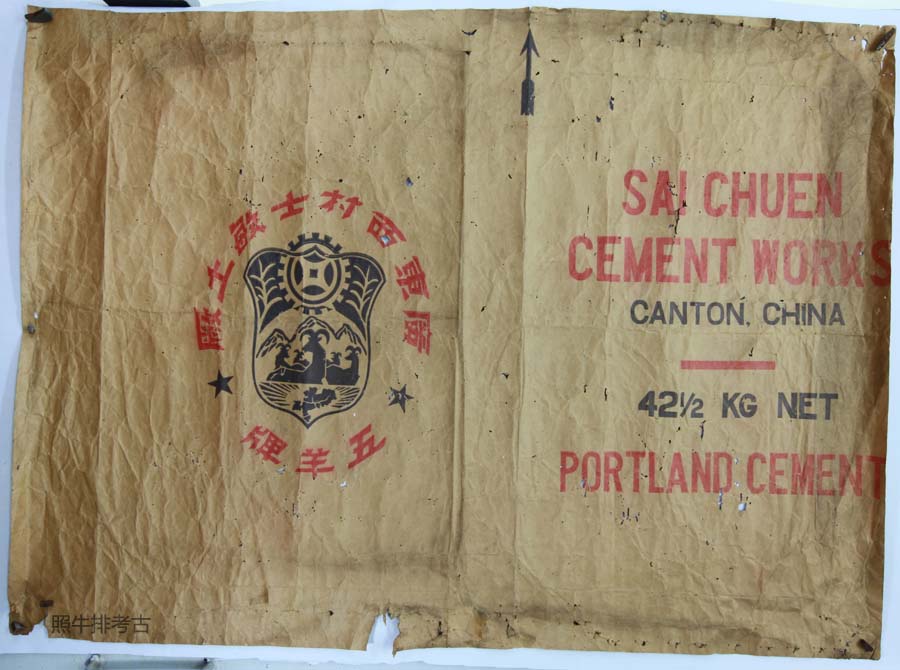 廣東西村士敏土廠
五羊牌
SAI CHUEN
CEMENT WORKS
CANTON, CHINA
42½ KG NET
PORTLAND CEMENT
照牛排考古